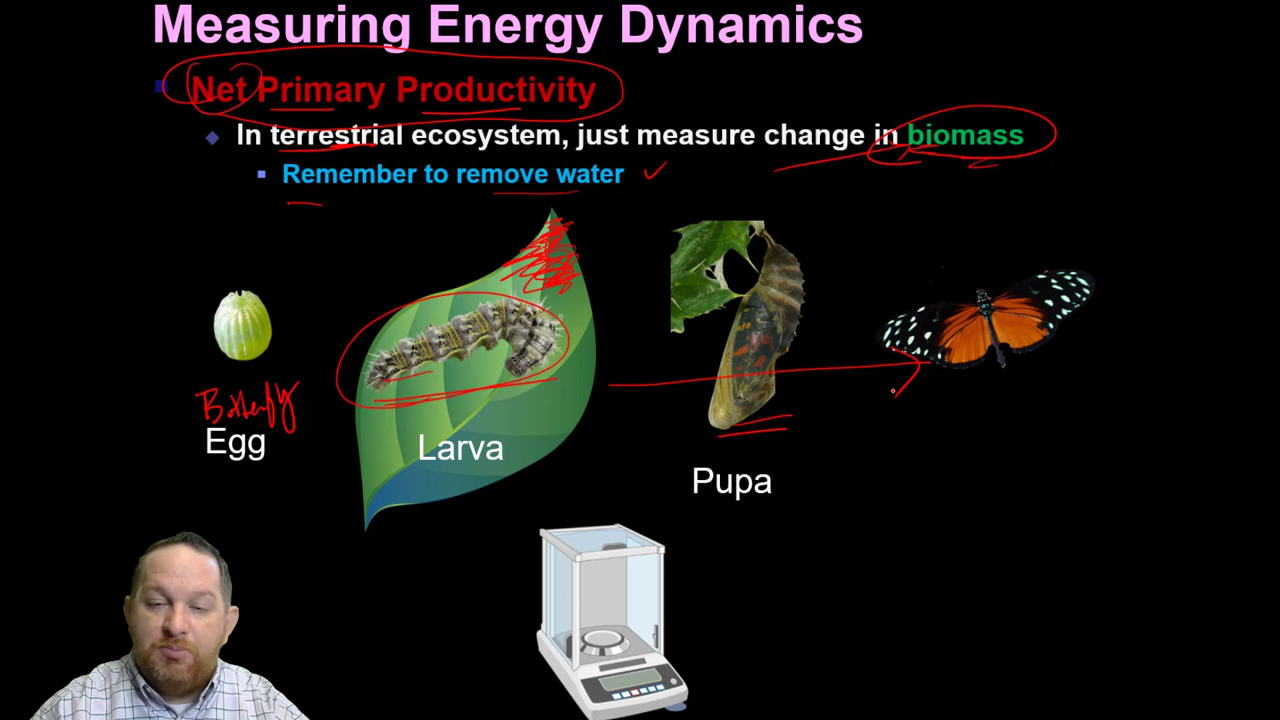 Measuring Energy Dynamics
Net Primary Productivity
In terrestrial ecosystem, just measure change in biomass
Remember to remove water
Butterfly
Egg
Larva
Pupa